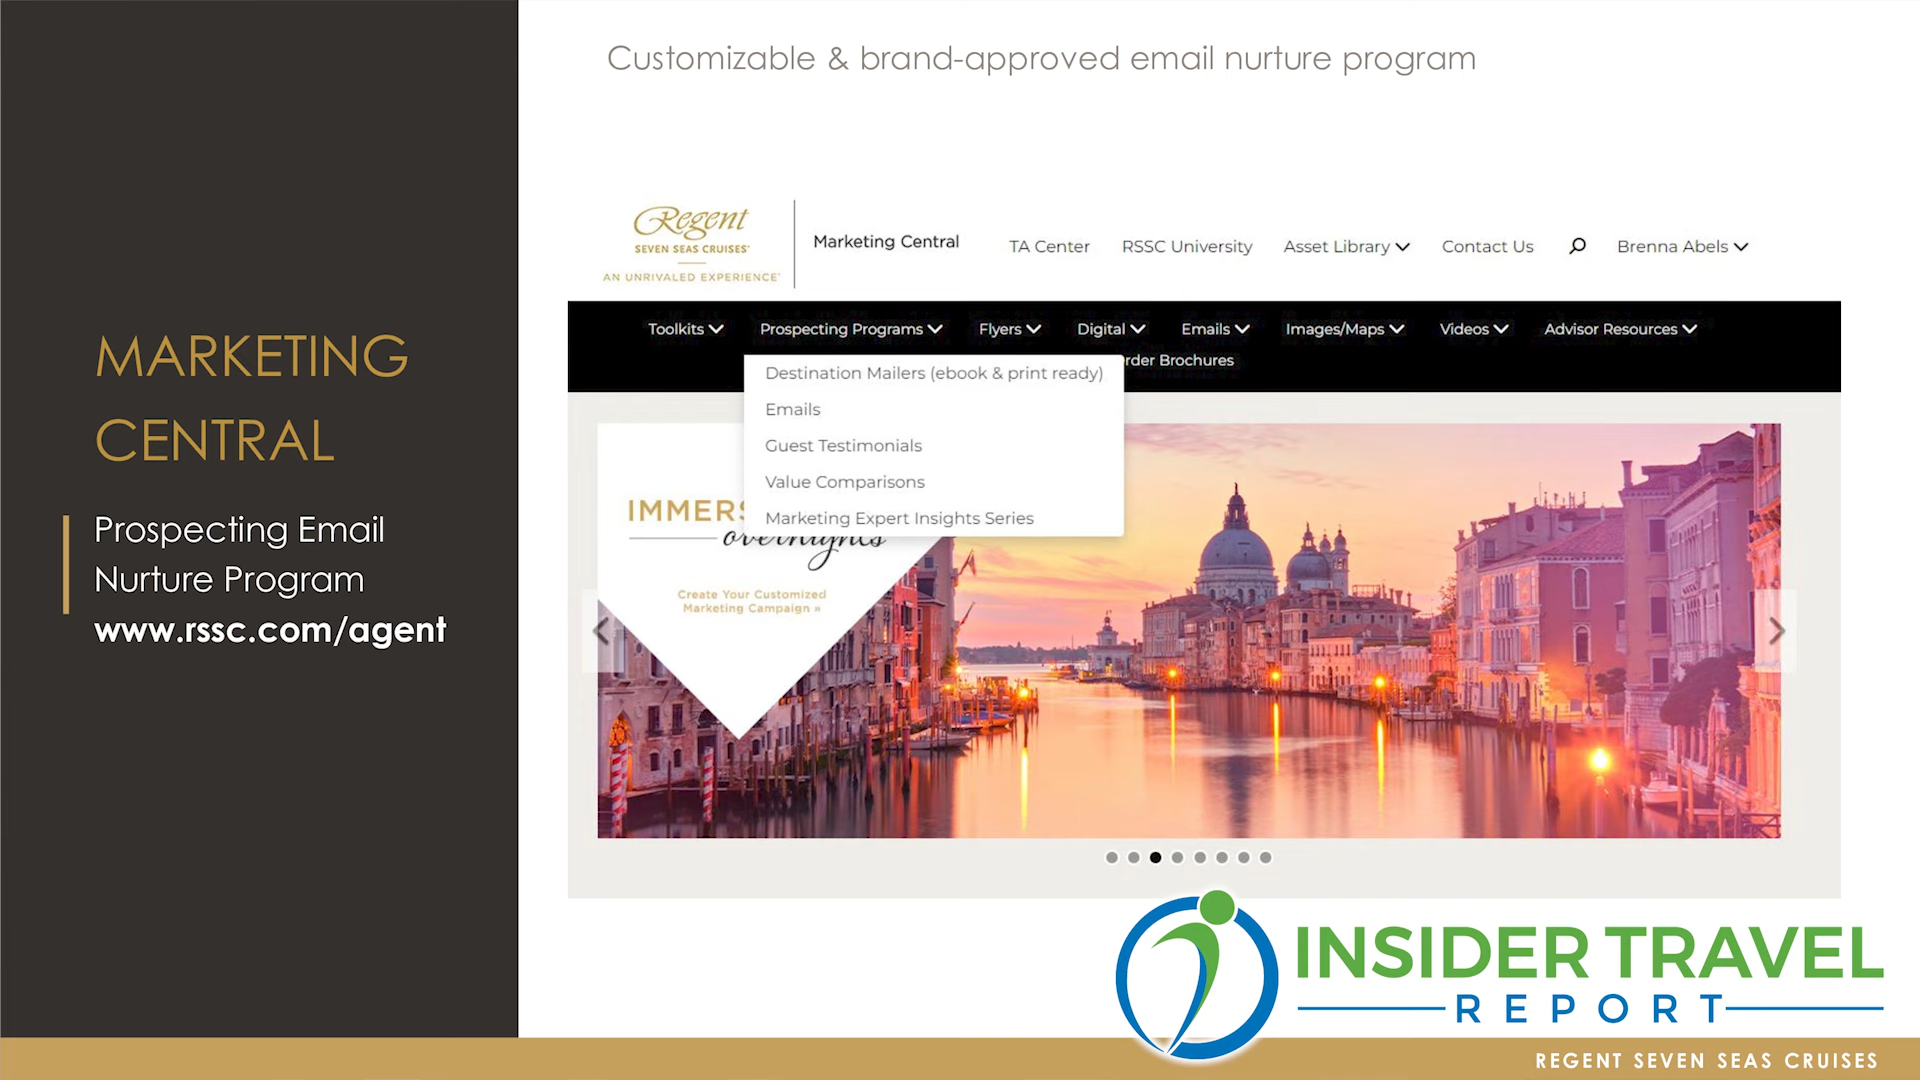 Customizable & brand-approved email nurture program
MARKETING
CENTRAL
Prospecting Email
Nurture Program
www.rssc.com/agent
Regent
SEVEN SEAS CRUISES
AN UNRIVALED EXPERIENCE
Marketing Central
TA Center
RSSC University
Asset Library
Contact Us
Brenna Abels
Toolkits
Prospecting Programs
Flyers
Digital
Emails
Images/Maps
Videos
Advisor Resources
Brochures
Destination Mailers (ebook & print ready)
Emails
Guest Testimonials
Value Comparisons
Marketing Expert Insights Series
overnights
Create Your Customized
Marketing Campaign »
INSIDER TRAVEL
REPORT
REGENT SEVEN SEAS CRUISES